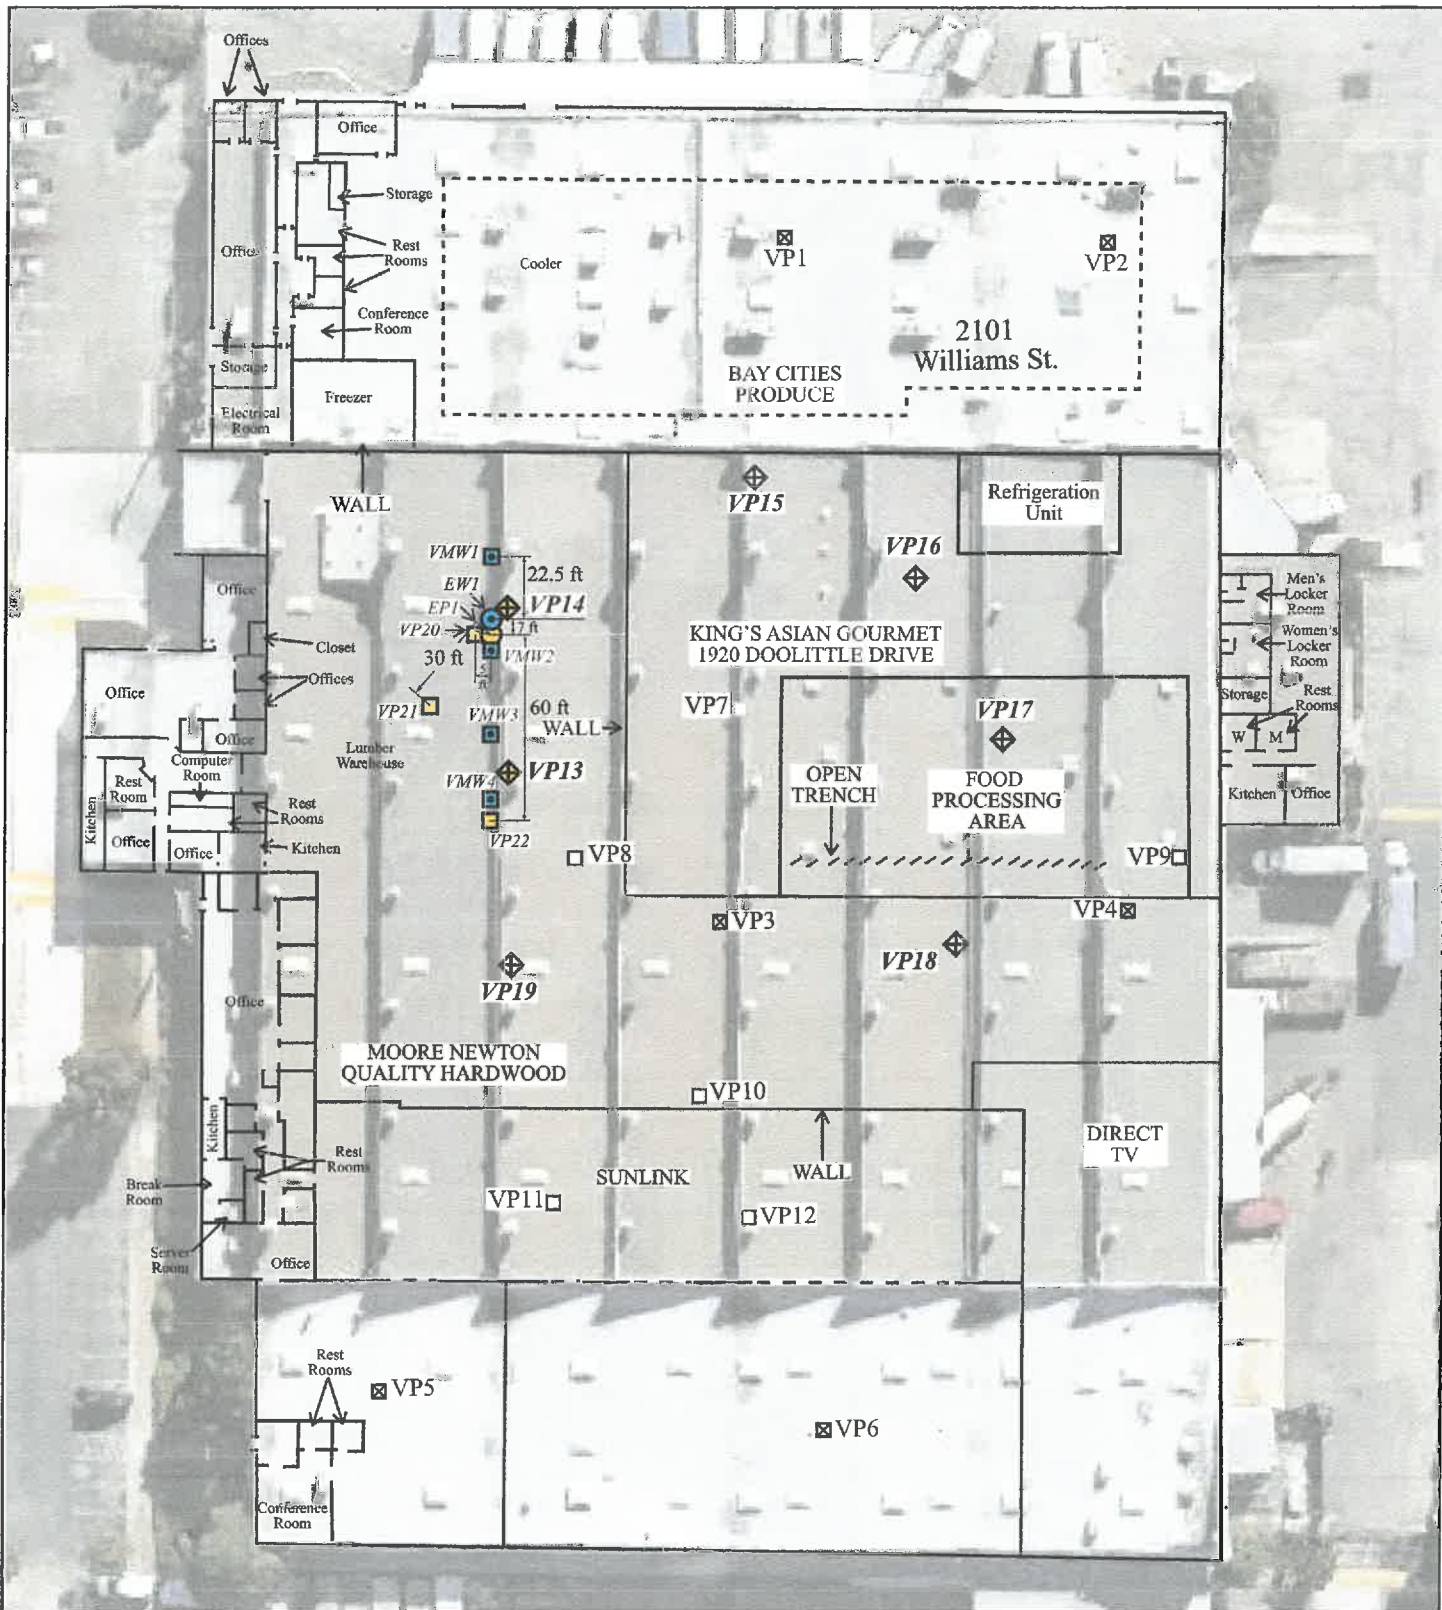 Offices
Office
Storage
Office
Rest
Rooms
Cooler
VP1
VP2
Conference
Room
2101
Williams St.
Storage
BAY CITIES
PRODUCE
Freezer
Electrical
Room
WALL
VP15
Refrigeration
Unit
VMW1
VP16
22.5 ft
EW1
Office
EP1
VP14
Men's
Locker
Room
VP20
17 ft
KING'S ASIAN GOURMET
1920 DOOLITTLE DRIVE
Women's
Locker
Room
Closet
30 ft
VMW2
Offices
Office
Storage
Rest
Rooms
VP21
VMW3
60 ft
WALL
VP7
VP17
W
M
Office
Lumber
Warehouse
Computer
Room
VP13
OPEN
TRENCH
FOOD
PROCESSING
AREA
Rest
Room
VMW4
Kitchen
Office
Kitchen
Rest
Rooms
Office
Office
Kitchen
VP22
VP8
VP9
VP3
VP4
VP18
VP19
Office
MOORE NEWTON
QUALITY HARDWOOD
VP10
Kitchen
DIRECT
TV
Rest
Rooms
SUNLINK
WALL
Break
Room
VP11
VP12
Server
Room
Office
Rest
Rooms
VP5
VP6
Conference
Room